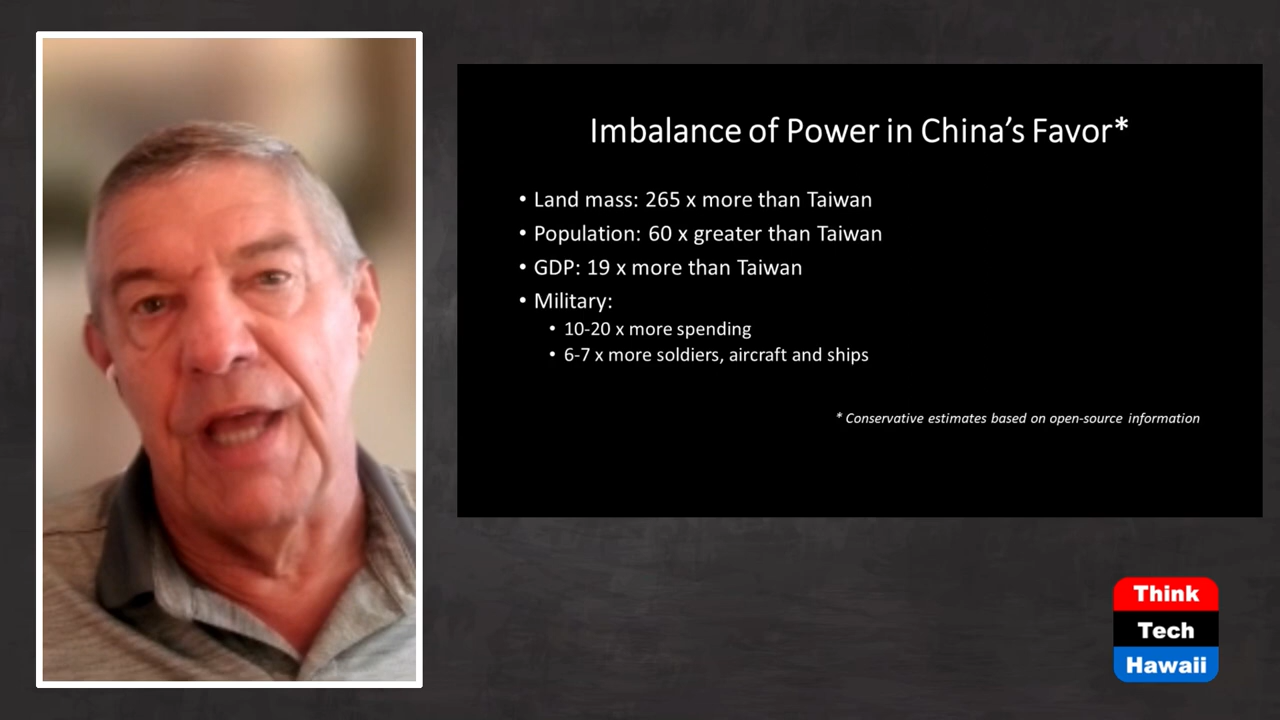 Imbalance of Power in China's Favor*
• Land mass: 265 x more than Taiwan
• Population: 60 x greater than Taiwan
• GDP: 19 x more than Taiwan
• Military:
• 10-20 x more spending
• 6-7 x more soldiers, aircraft and ships
* Conservative estimates based on open-source information
Think
Tech
Hawaii